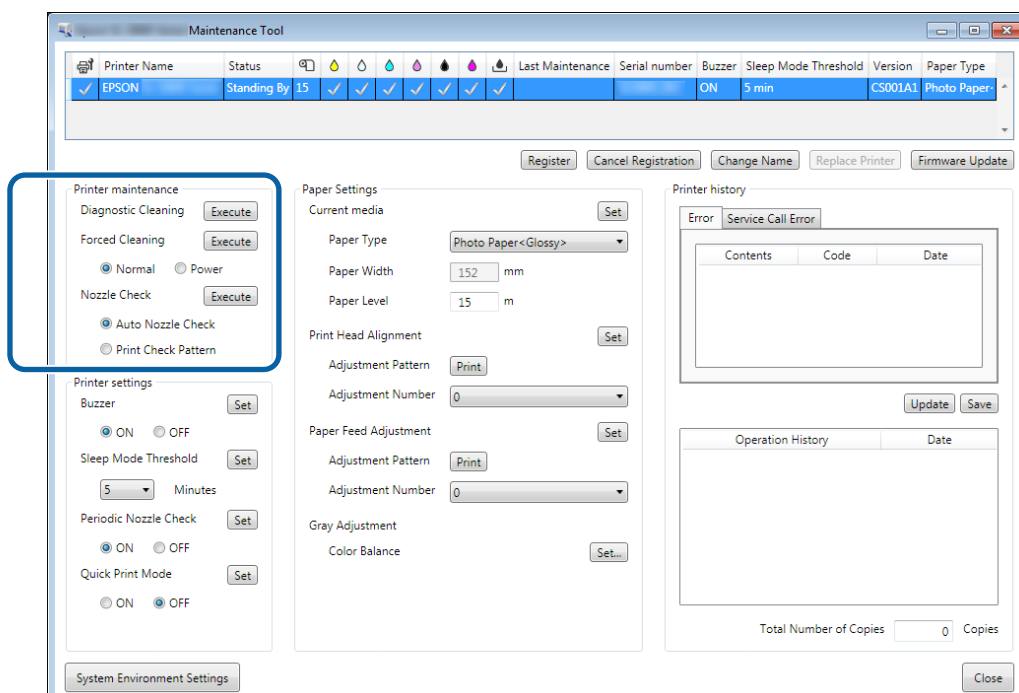 Maintenance Tool
Printer Name Status Last Maintenance Serial number Buzzer Sleep Mode Threshold Version Paper Type
EPSON Standing By 15 ON 5 min CS001A1 Photo Paper-
Register Cancel Registration Change Name Replace Printer Firmware Update
Printer maintenance
Diagnostic Cleaning Execute
Forced Cleaning Execute
Normal Power
Nozzle Check Execute
Auto Nozzle Check
Print Check Pattern
Printer settings
Buzzer Set
ON OFF
Sleep Mode Threshold Set
5 Minutes
Periodic Nozzle Check Set
ON OFF
Quick Print Mode Set
ON OFF
Paper Settings
Current media Set
Paper Type Photo Paper<Glossy>
Paper Width 152 mm
Paper Level 15 m
Print Head Alignment Set
Adjustment Pattern Print
Adjustment Number 0
Paper Feed Adjustment Set
Adjustment Pattern Print
Adjustment Number 0
Gray Adjustment
Color Balance Set...
Printer history
Error Service Call Error
Contents Code Date
Update Save
Operation History Date
Total Number of Copies 0 Copies
System Environment Settings Close